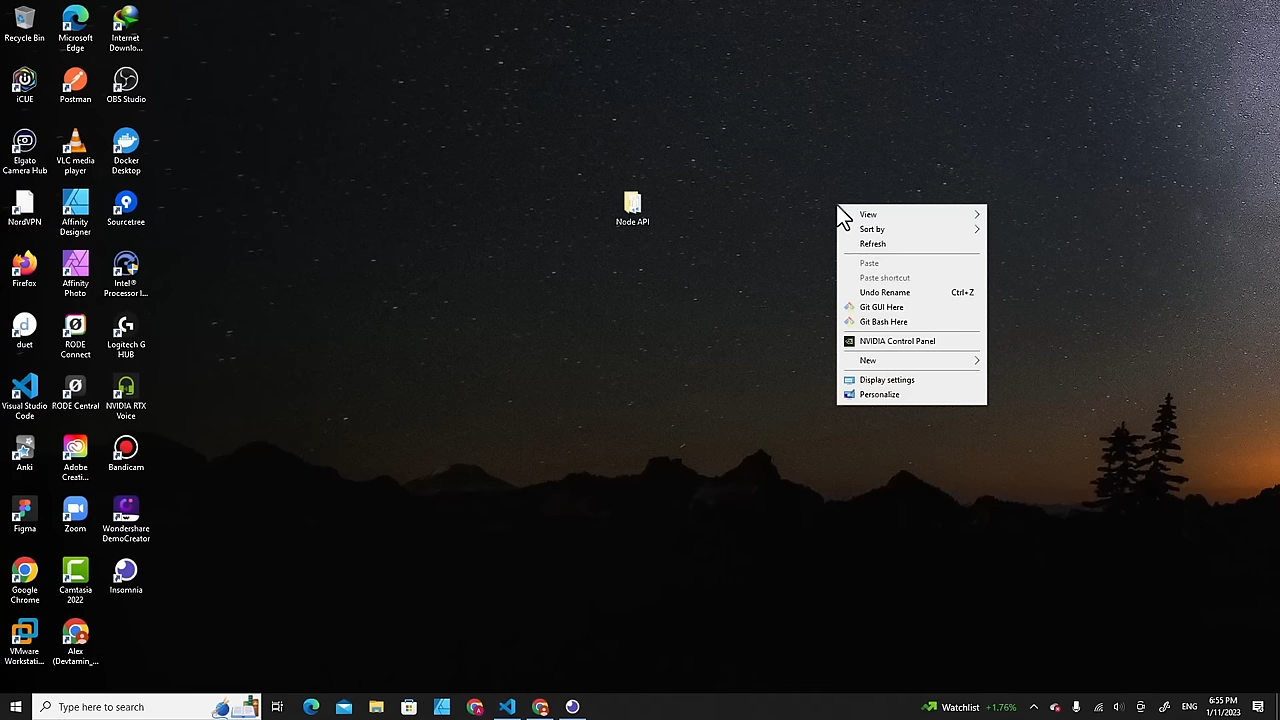 Recycle Bin
Microsoft
Edge
Internet
Downlo...
iCUE
Postman
OBS Studio
Elgato
Camera Hub
VLC media
player
Docker
Desktop
NordVPN
Affinity
Designer
Sourcetree
Firefox
Affinity
Photo
Intel®
Processor I...
duet
RODE
Connect
Logitech G
HUB
Visual Studio
Code
RODE Central
NVIDIA RTX
Voice
Anki
Adobe
Creati...
Bandicam
Figma
Zoom
Wondershare
DemoCreator
Google
Chrome
Camtasia
2022
Insomnia
VMware
Workstati...
Alex
(Devtamin_...
Node API
View
Sort by
Refresh
Paste
Paste shortcut
Undo Rename Ctrl+Z
Git GUI Here
Git Bash Here
NVIDIA Control Panel
New
Display settings
Personalize
Type here to search
Watchlist +1.76%
ENG
6:55 PM
1/11/2023